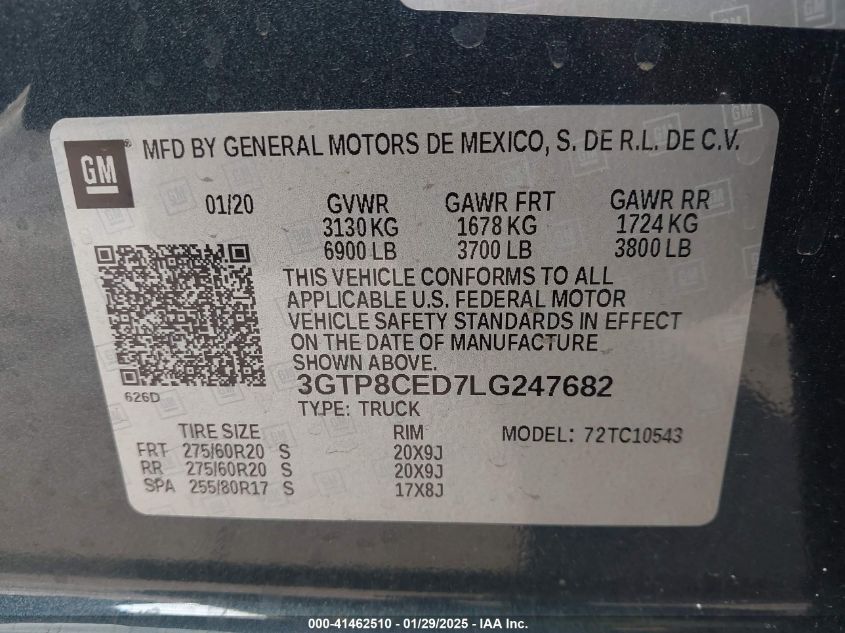 GM
MFD BY GENERAL MOTORS DE MEXICO, S. DE R.L. DE C.V.
01/20 GVWR GAWR FRT GAWR RR
3130 KG 1678 KG 1724 KG
6900 LB 3700 LB 3800 LB
THIS VEHICLE CONFORMS TO ALL
APPLICABLE U.S. FEDERAL MOTOR
VEHICLE SAFETY STANDARDS IN EFFECT
ON THE DATE OF MANUFACTURE
SHOWN ABOVE.
3GTP8CED7LG247682
626D
TYPE: TRUCK
TIRE SIZE RIM MODEL: 72TC10543
FRT 275/60R20 S 20X9J
RR 275/60R20 S 20X9J
SPA 255/80R17 S 17X8J
000-41462510 - 01/29/2025 - IAA Inc.